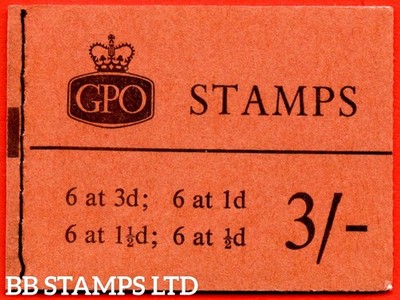 GPO STAMPS
6 at 3d; 6 at 1d
6 at 1½d; 6 at ½d
3/-
BB STAMPS LTD